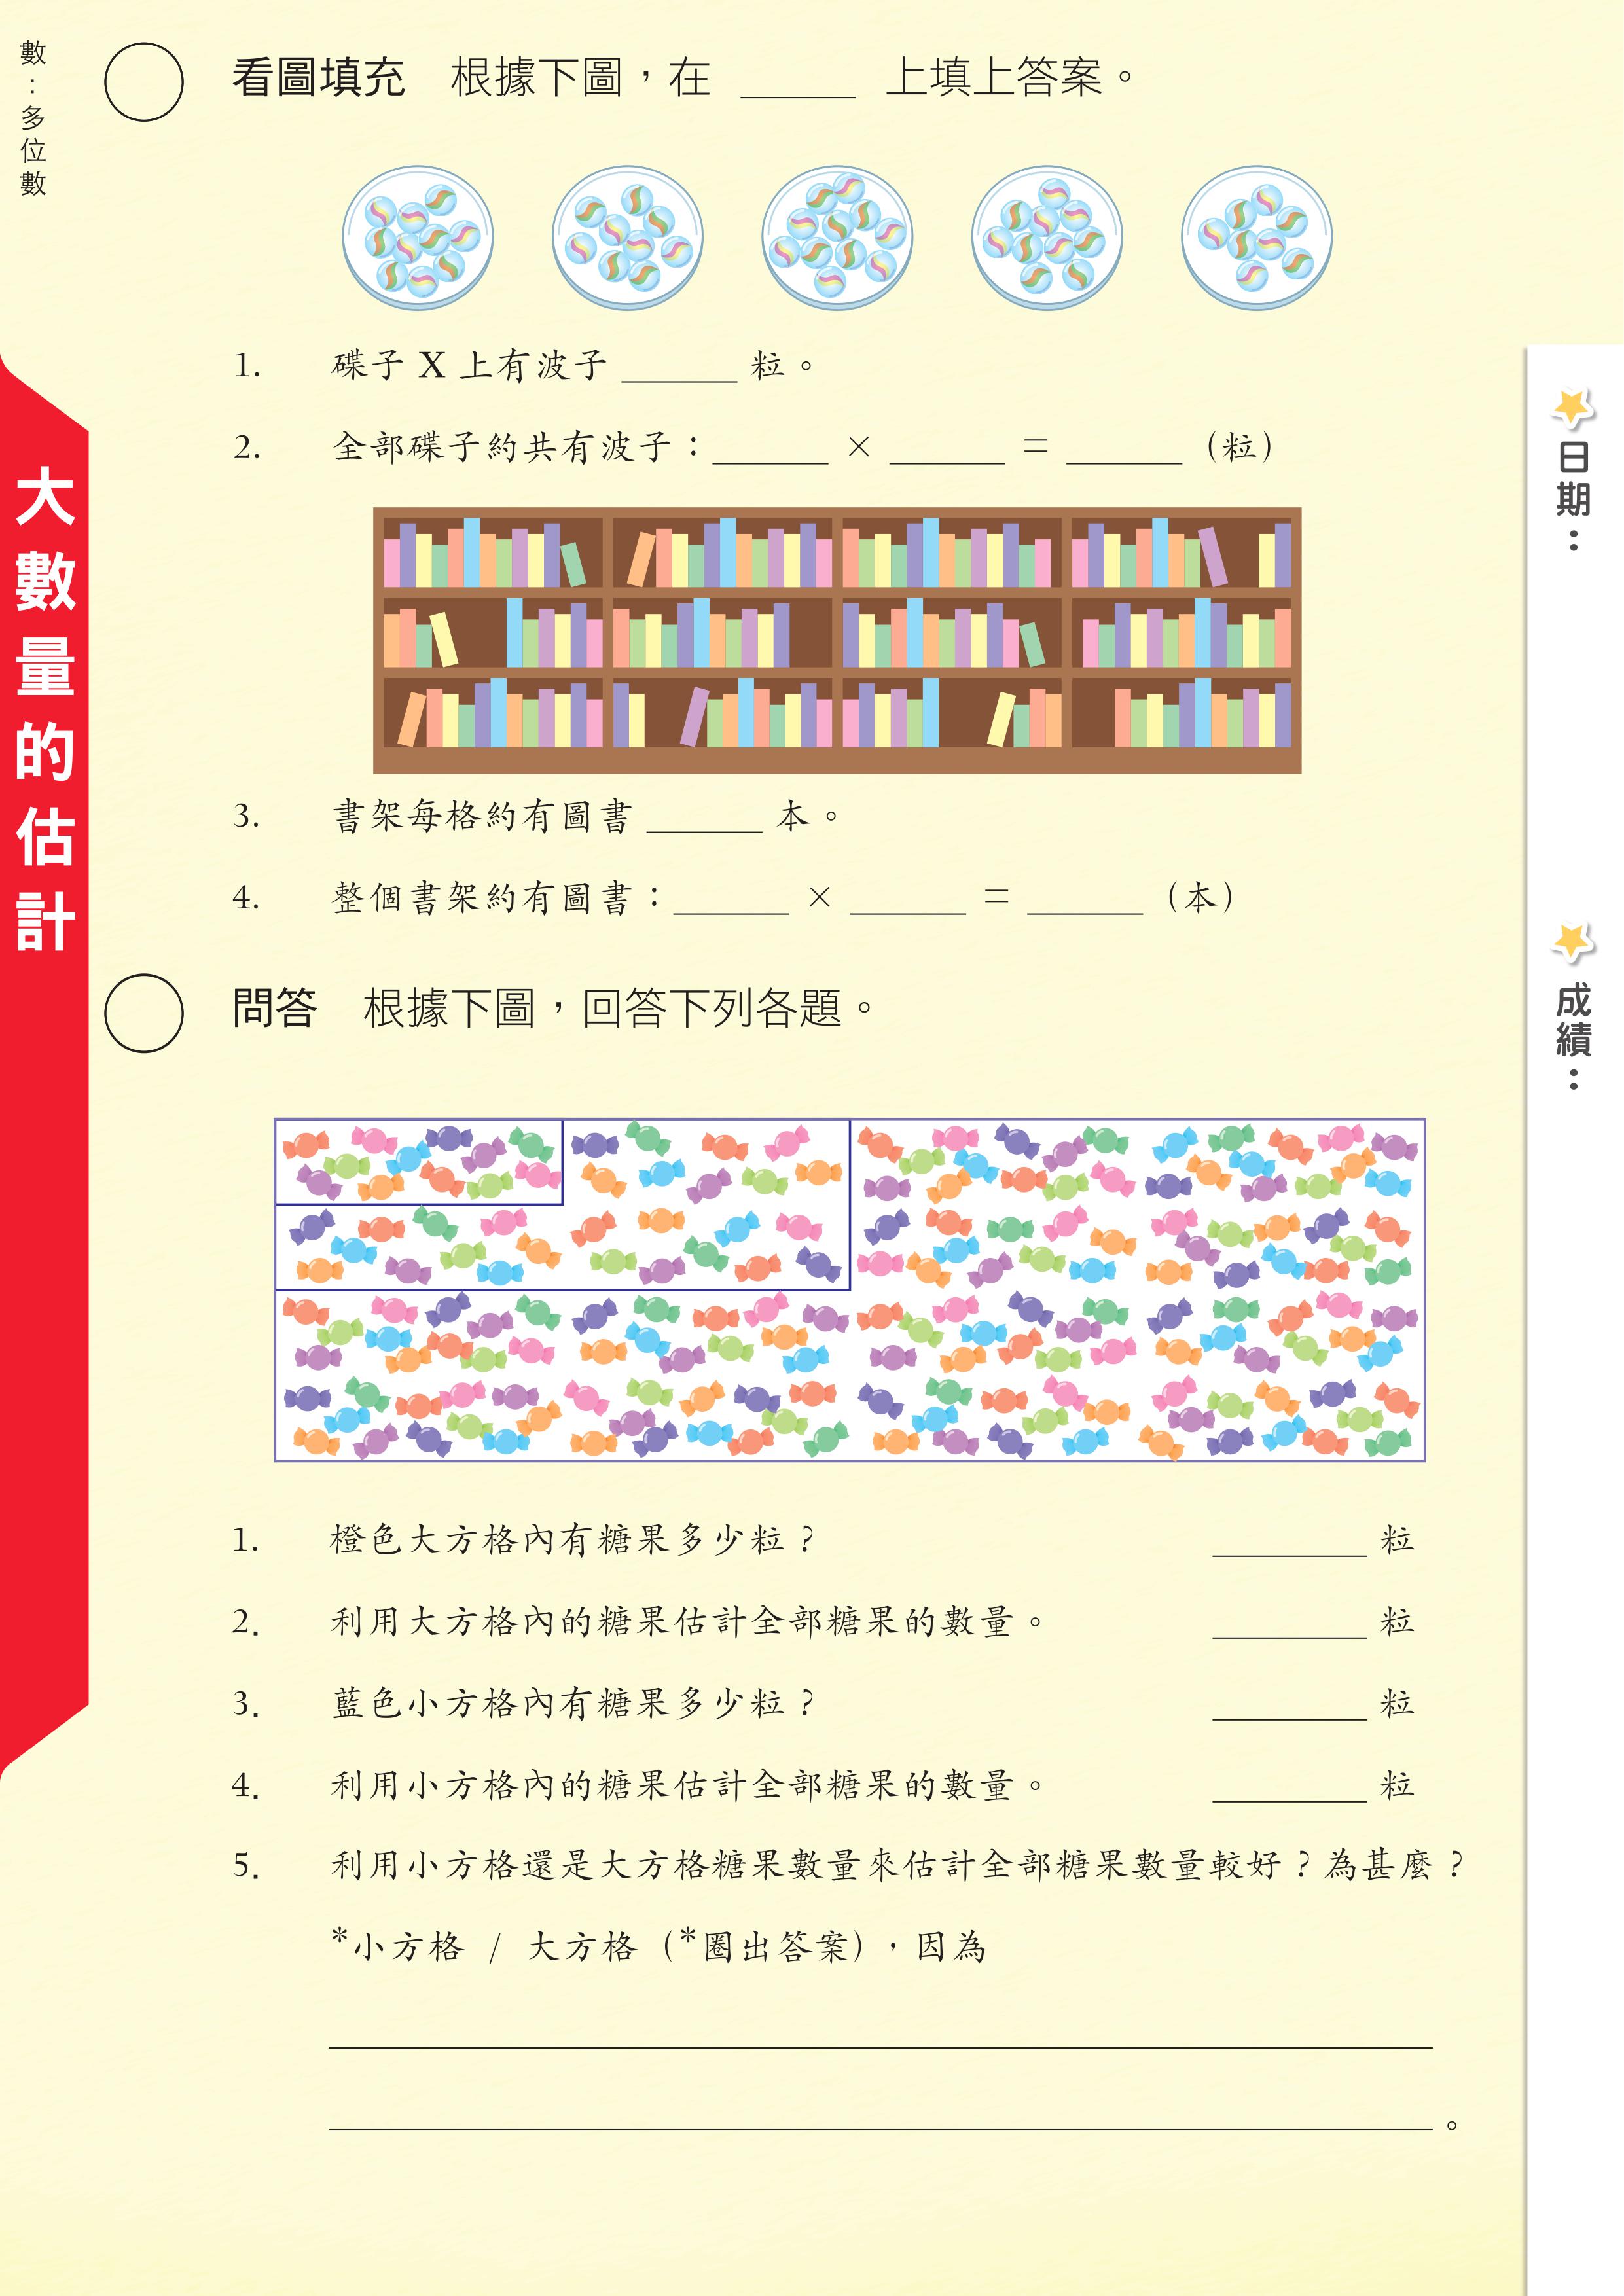 數：多位數
大數量的估計
看圖填充　根據下圖，在 ______ 上填上答案。
1. 碟子 X 上有波子 ______ 粒。
2. 全部碟子約共有波子：______ × ______ = ______（粒）
3. 書架每格約有圖書 ______ 本。
4. 整個書架約有圖書：______ × ______ = ______（本）
問答　根據下圖，回答下列各題。
1. 橙色大方格內有糖果多少粒？ ________ 粒
2. 利用大方格內的糖果估計全部糖果的數量。 ________ 粒
3. 藍色小方格內有糖果多少粒？ ________ 粒
4. 利用小方格內的糖果估計全部糖果的數量。 ________ 粒
5. 利用小方格還是大方格糖果數量來估計全部糖果數量較好？為甚麼？
*小方格 / 大方格（*圈出答案），因為
。
日期：
成績：